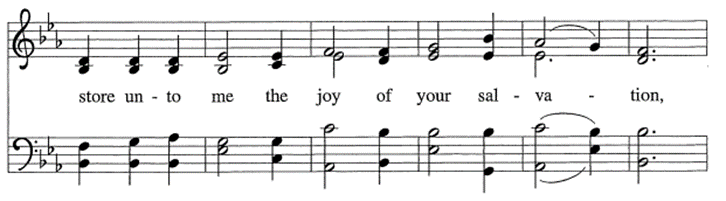 store un - to me the joy of your sal - va - tion,